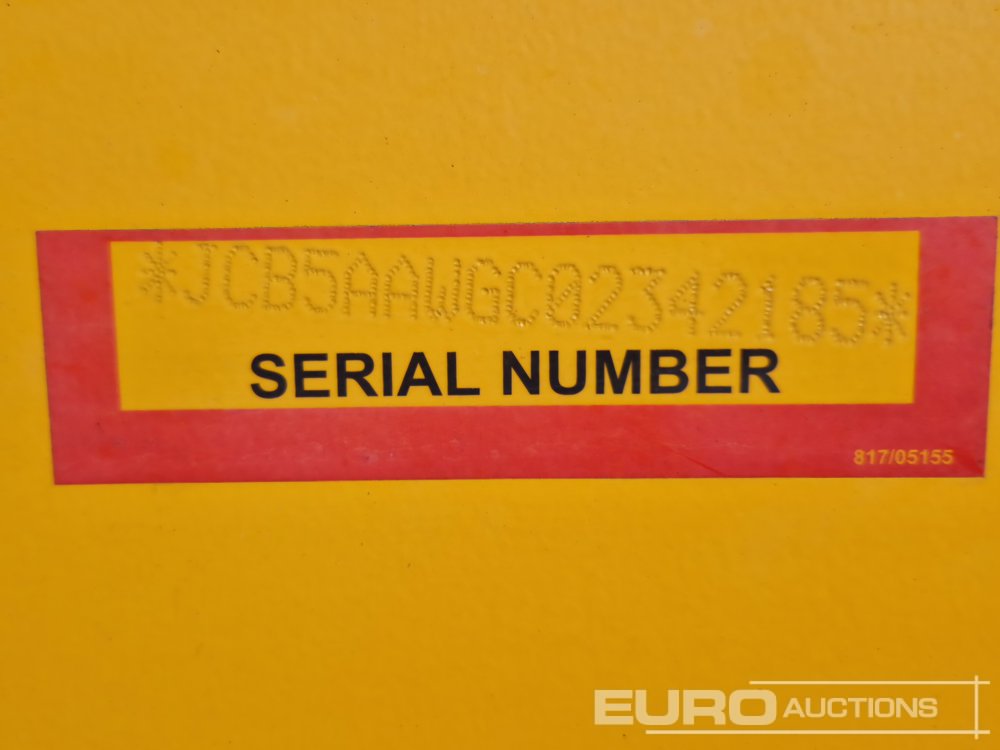 *JCB5AAWGC02342185*
SERIAL NUMBER
817/05155
EURO AUCTIONS